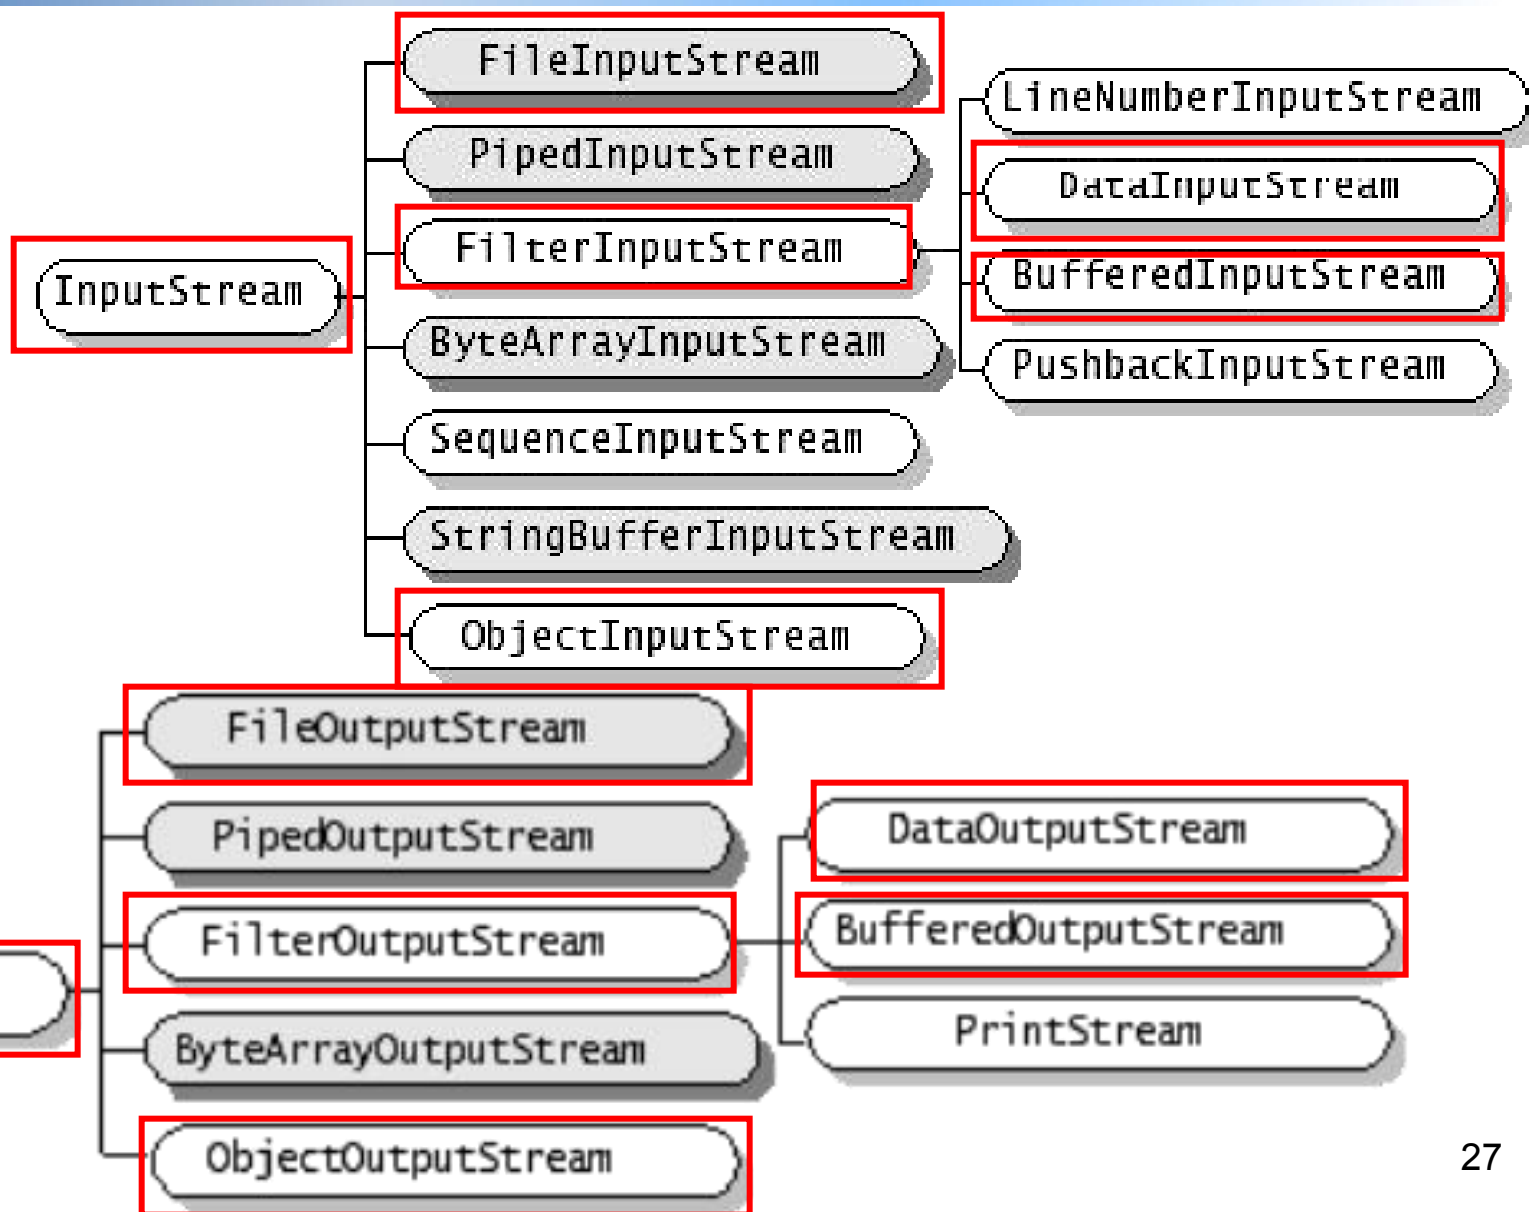 FileInputStream
PipedInputStream
FilterInputStream
InputStream
ByteArrayInputStream
SequenceInputStream
StringBufferInputStream
ObjectInputStream
LineNumberInputStream
DataInputStream
BufferedInputStream
PushbackInputStream
FileOutputStream
PipedOutputStream
FilterOutputStream
ByteArrayOutputStream
ObjectOutputStream
DataOutputStream
BufferedOutputStream
PrintStream
27